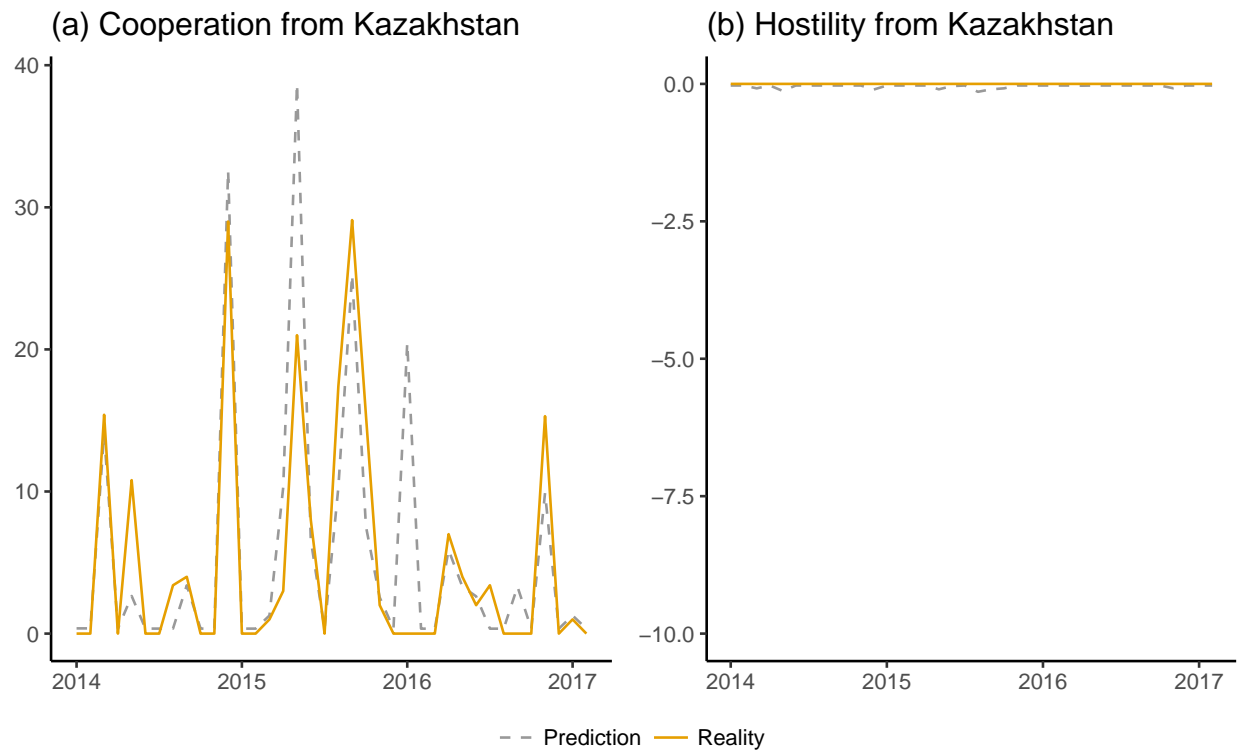 (a) Cooperation from Kazakhstan
40
30
20
10
0
2014 2015 2016 2017
(b) Hostility from Kazakhstan
0.0
−2.5
−5.0
−7.5
−10.0
2014 2015 2016 2017
Prediction Reality